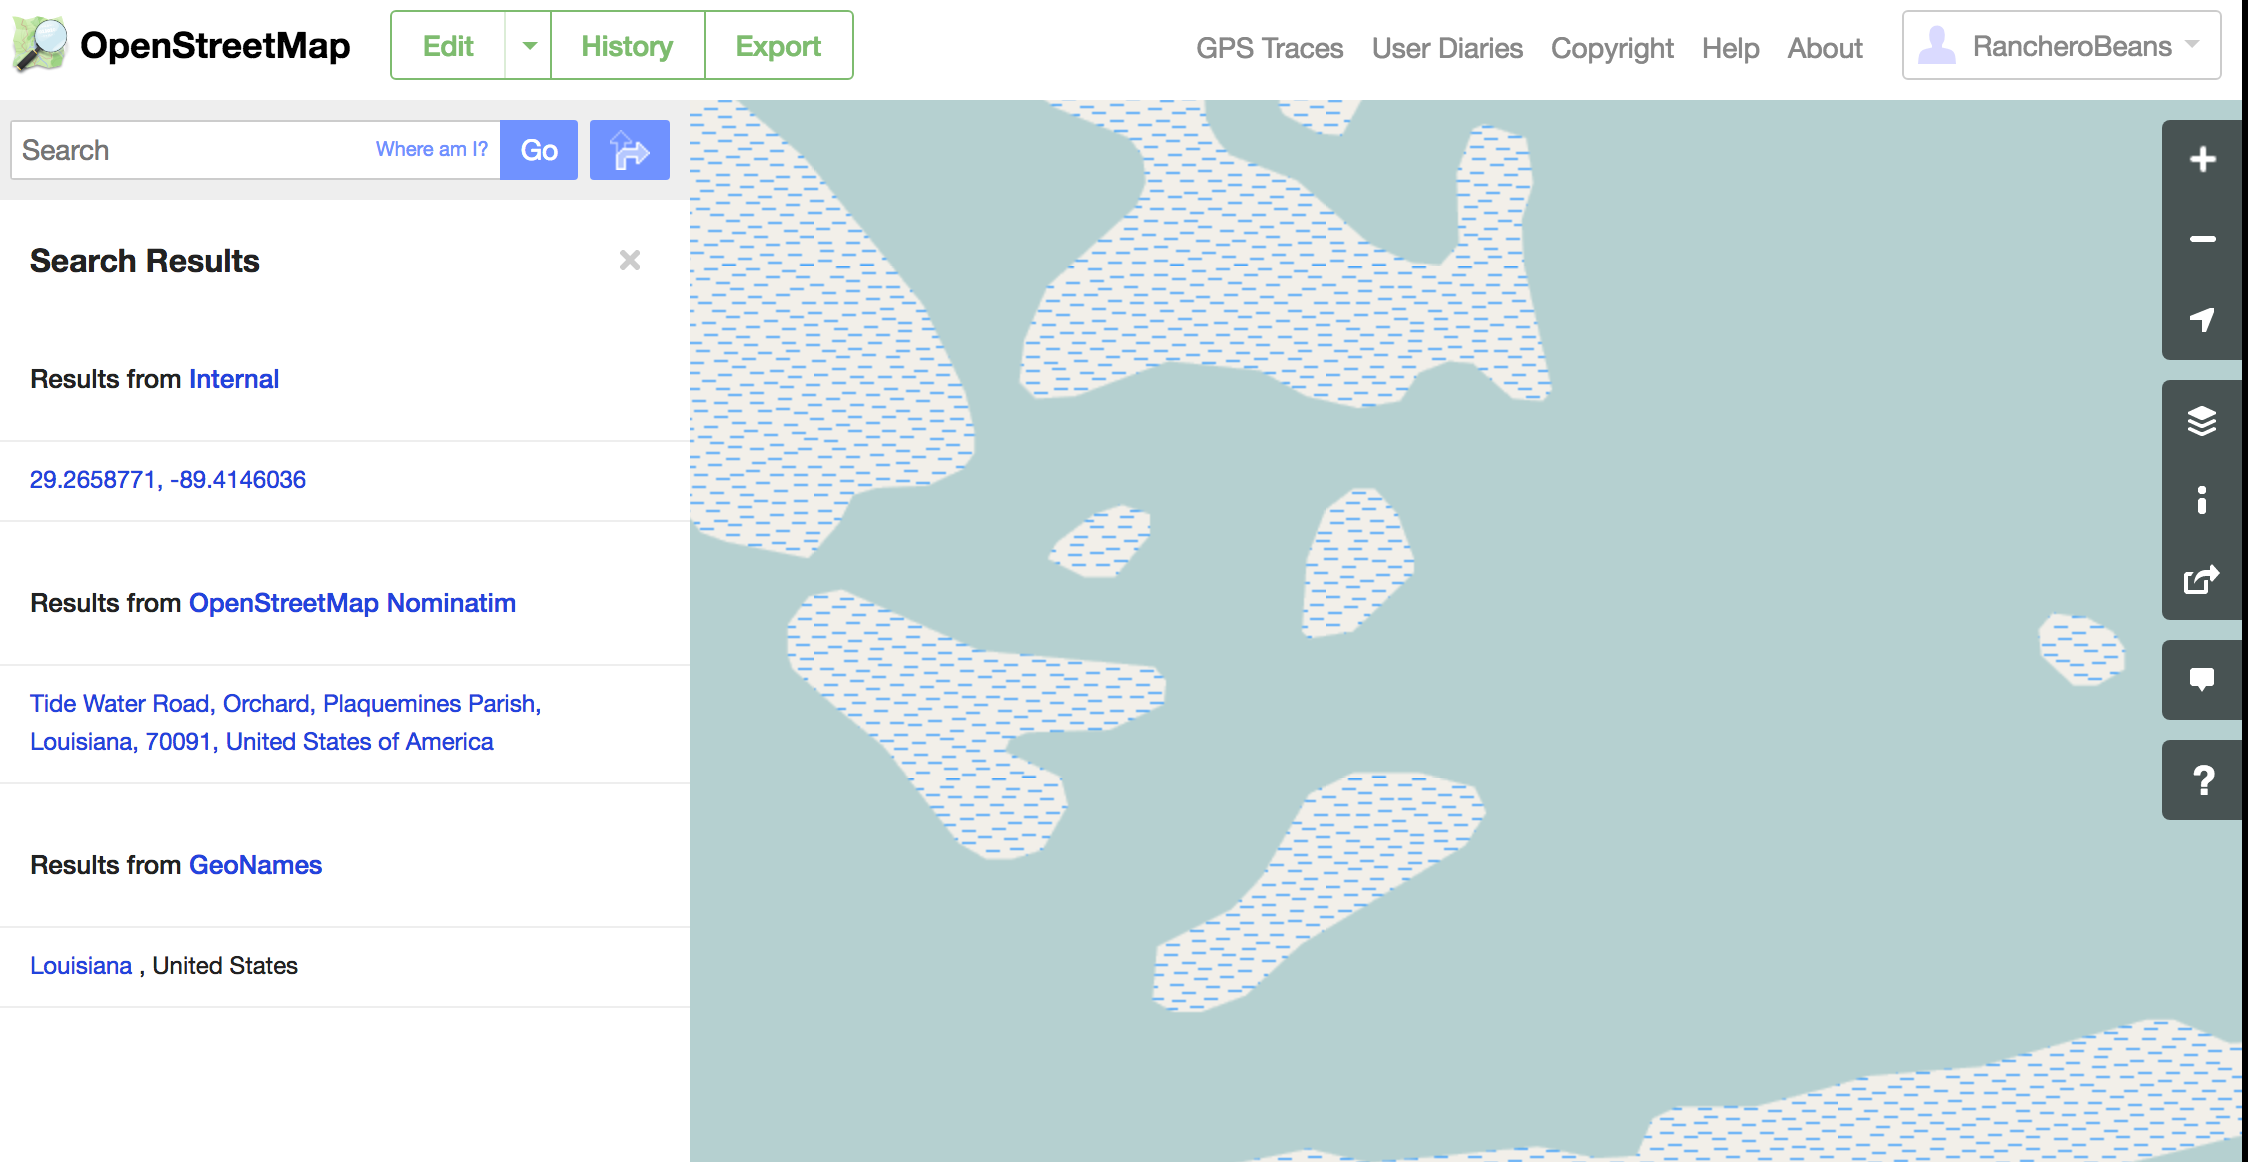 OpenStreetMap
Edit
History
Export
GPS Traces
User Diaries
Copyright
Help
About
RancheroBeans
Search
Where am I?
Go
Search Results
Results from Internal
29.2658771, -89.4146036
Results from OpenStreetMap Nominatim
Tide Water Road, Orchard, Plaquemines Parish,
Louisiana, 70091, United States of America
Results from GeoNames
Louisiana , United States